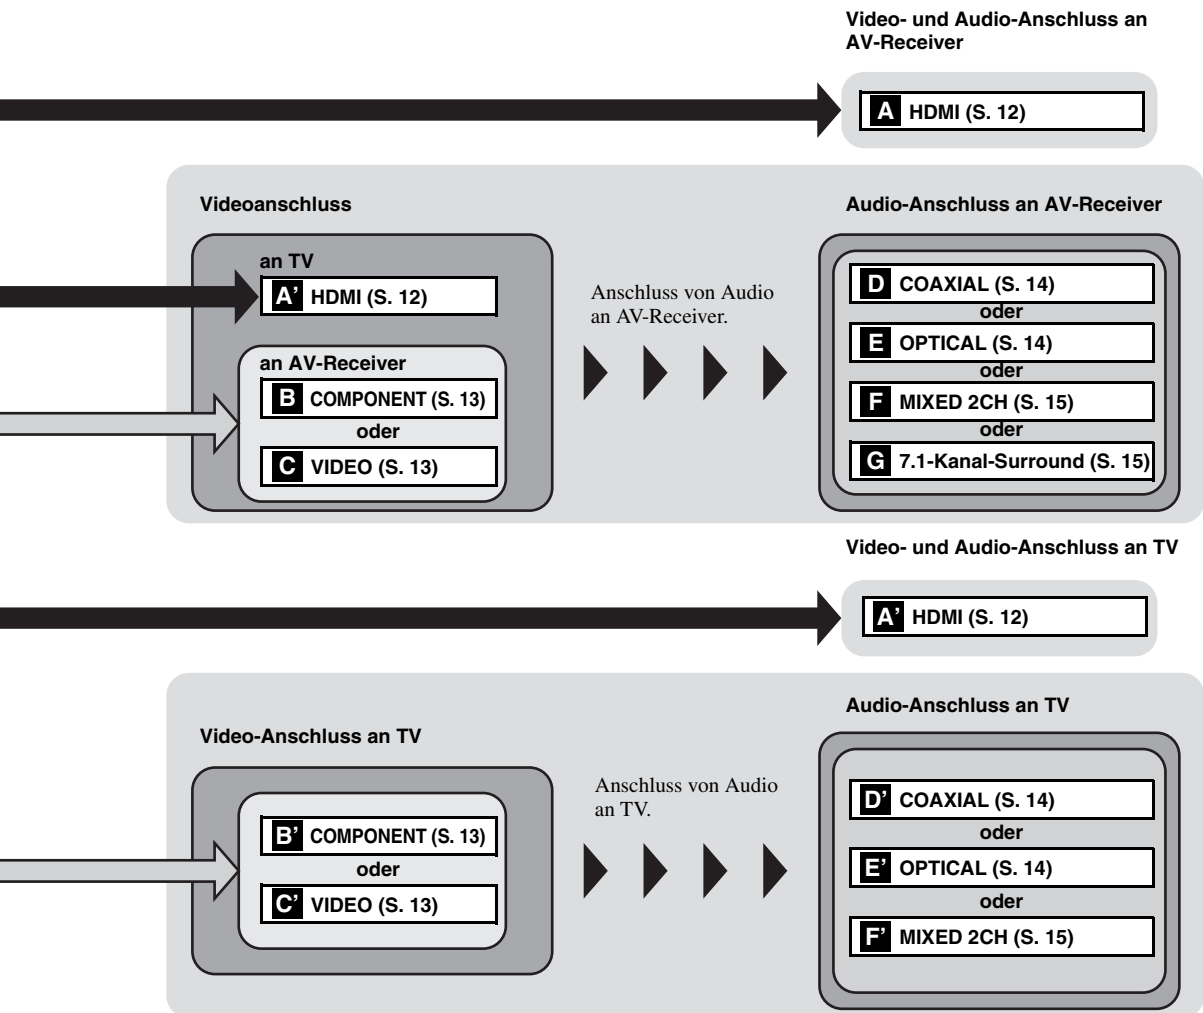 Video- und Audio-Anschluss an
AV-Receiver
A HDMI (S. 12)
Videoanschluss
an TV
A’ HDMI (S. 12)
an AV-Receiver
B COMPONENT (S. 13)
oder
C VIDEO (S. 13)
Anschluss von Audio
an AV-Receiver.
Audio-Anschluss an AV-Receiver
D COAXIAL (S. 14)
oder
E OPTICAL (S. 14)
oder
F MIXED 2CH (S. 15)
oder
G 7.1-Kanal-Surround (S. 15)
Video- und Audio-Anschluss an TV
A’ HDMI (S. 12)
Video-Anschluss an TV
B’ COMPONENT (S. 13)
oder
C’ VIDEO (S. 13)
Anschluss von Audio
an TV.
Audio-Anschluss an TV
D’ COAXIAL (S. 14)
oder
E’ OPTICAL (S. 14)
oder
F’ MIXED 2CH (S. 15)